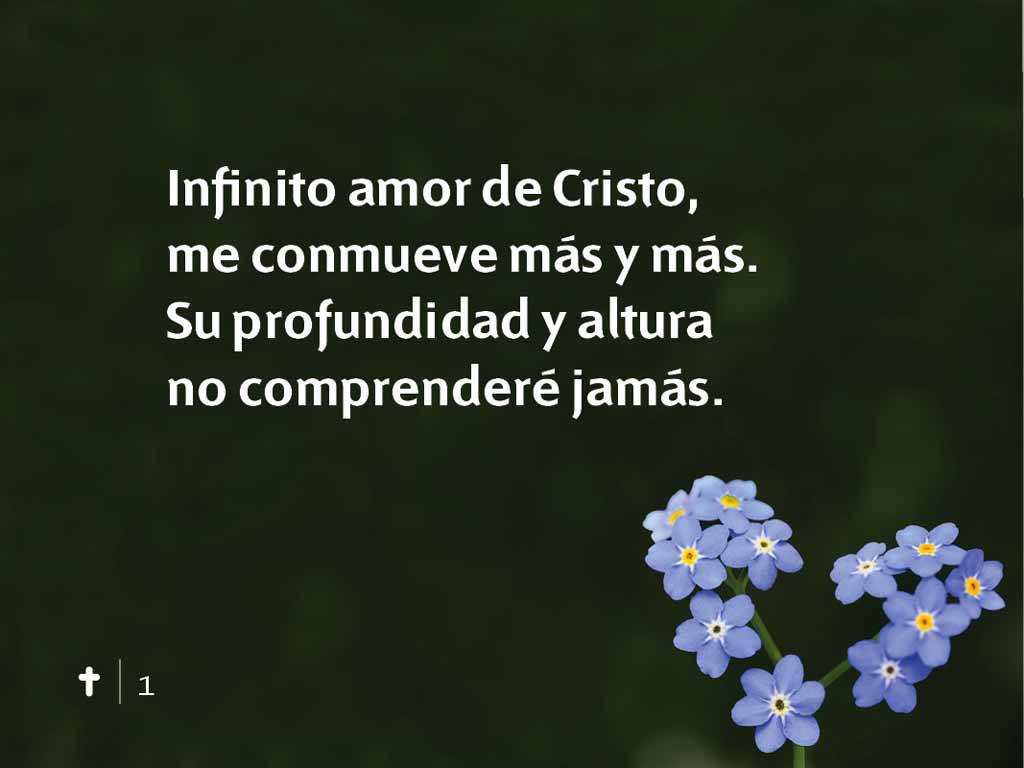 Infinito amor de Cristo,
me conmueve más y más.
Su profundidad y altura
no comprenderé jamás.
1